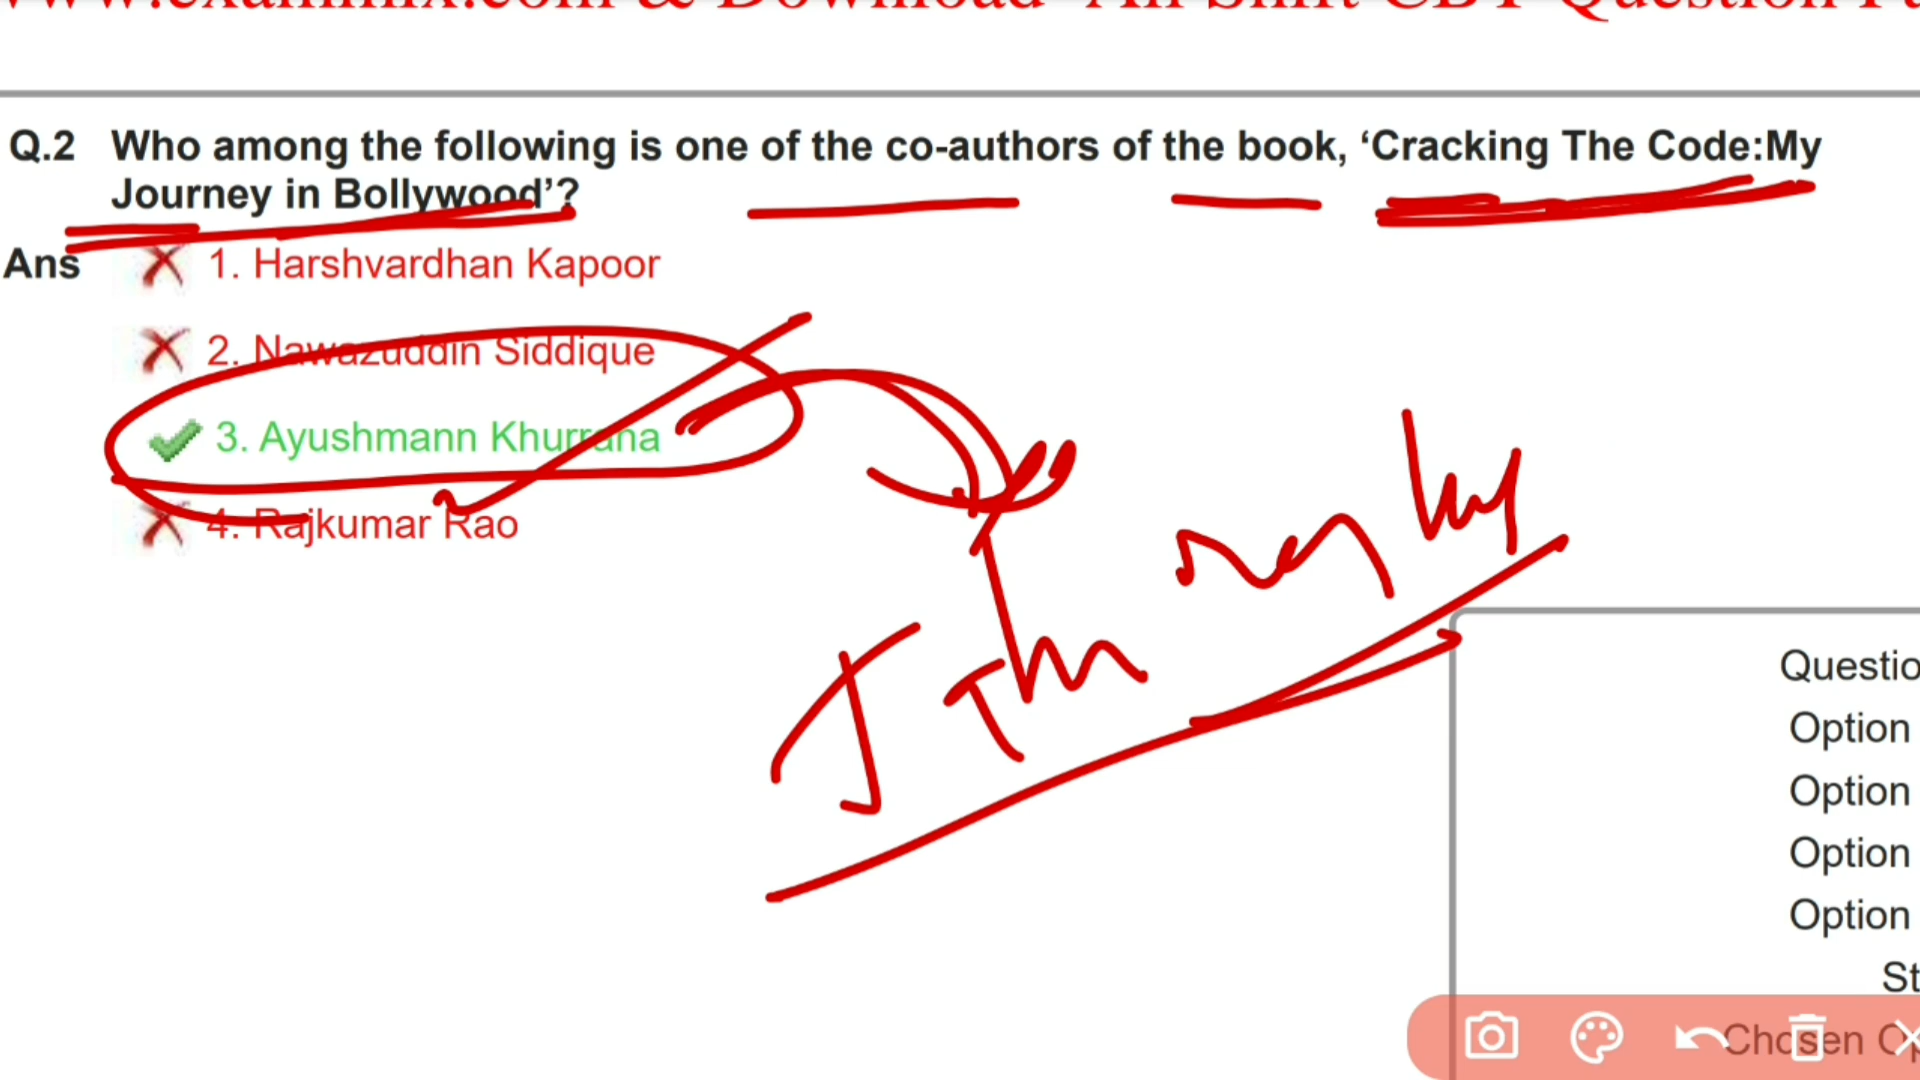 Q.2 Who among the following is one of the co-authors of the book, ‘Cracking The Code:My
Journey in Bollywood’?
Ans 1. Harshvardhan Kapoor
2. Nawazuddin Siddique
3. Ayushmann Khurrana
4. Rajkumar Rao
Questio
Option
Option
Option
Option
St
Chosen Op